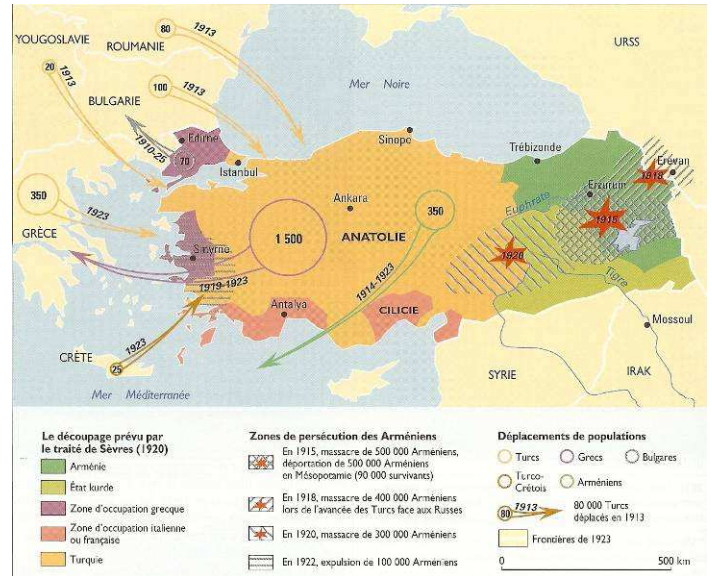 YOUGOSLAVIE
ROUMANIE
80
1913
URSS
20
1913
100
1913
Mer Noire
BULGARIE
1910-25
Edirne
70
Istanbul
Sinope
Trébizonde
1918
Erevan
Erzurum
1915
Euphrate
350
1923
GRÈCE
Ankara
350
1 500
ANATOLIE
1920
Smyrne
1919-1923
1914-1923
Tigre
Antalya
CILICIE
Mossoul
1923
CRÈTE
25
SYRIE
IRAK
Mer Méditerranée
Le découpage prévu par
le traité de Sèvres (1920)
Arménie
État kurde
Zone d'occupation grecque
Zone d'occupation italienne
ou française
Turquie
Zones de persécution des Arméniens
En 1915, massacre de 500 000 Arméniens,
déportation de 500 000 Arméniens
en Mésopotamie (90 000 survivants)
En 1918, massacre de 400 000 Arméniens
lors de l'avancée des Turcs face aux Russes
En 1920, massacre de 300 000 Arméniens
En 1922, expulsion de 100 000 Arméniens
Déplacements de populations
Turcs
Grecs
Bulgares
Turco-
Crétois
Arméniens
80
1913
80 000 Turcs
déplacés en 1913
Frontières de 1923
0
500 km